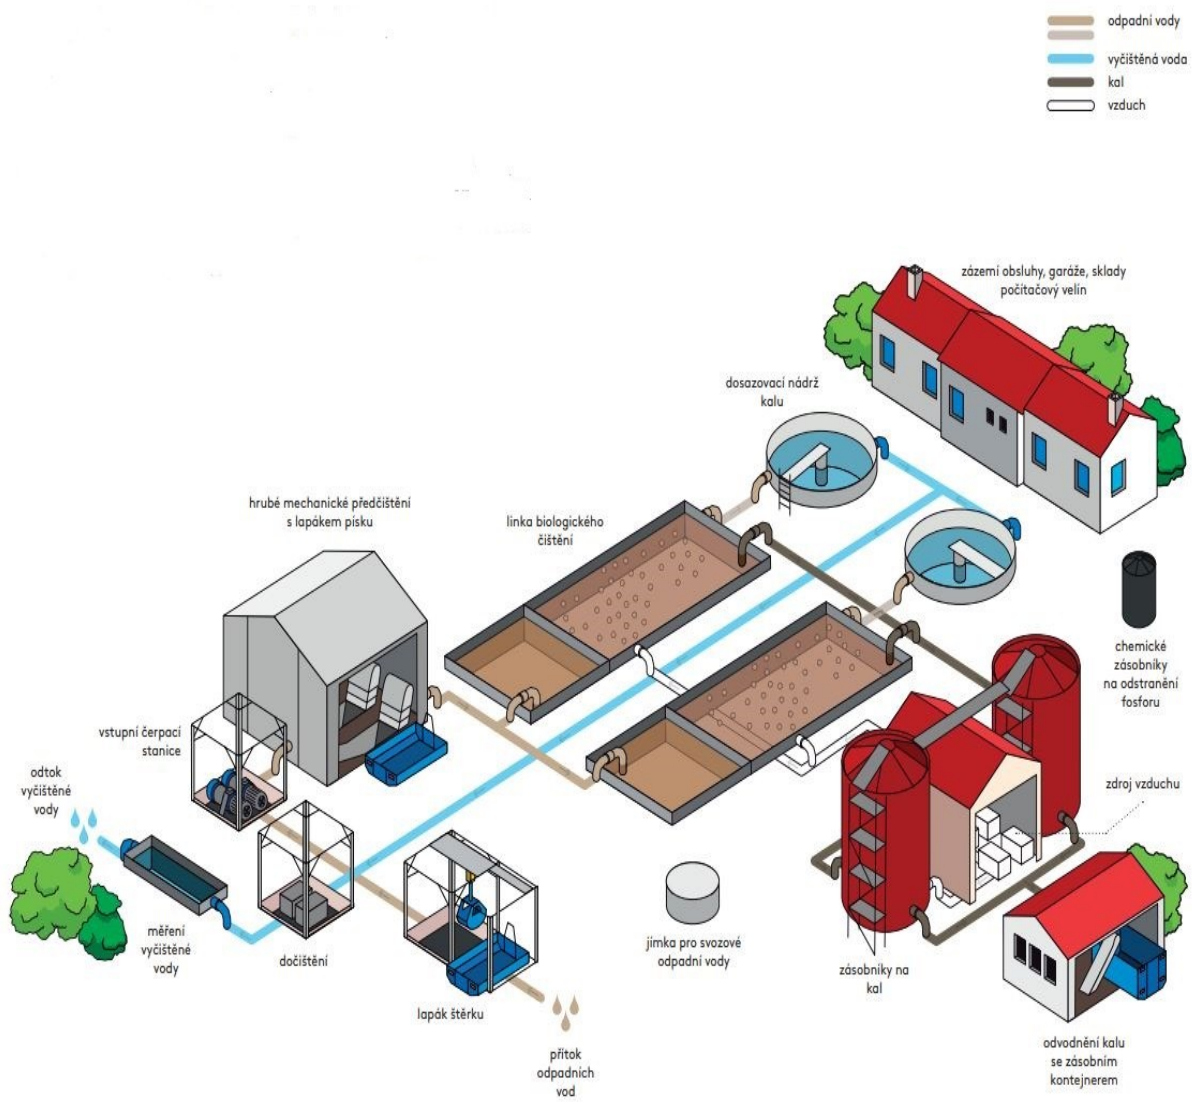 odpadní vody
vyčištěná voda
kal
vzduch
zázemí obsluhy, garáže, sklady
počítačový velín
dosazovací nádrž
kalu
hrubé mechanické předčištění
s lapákem písku
linka biologického
čištění
chemické
zásobníky
na odstranění
fosforu
vstupní čerpací
stanice
odtok
vyčištěné
vody
zdroj vzduchu
měření
vyčištěné
vody
dočištění
lapák štěrku
jímka pro svozové
odpadní vody
zásobníky na
kal
přítok
odpadních
vod
odvodnění kalu
se zásobním
kontejnerem